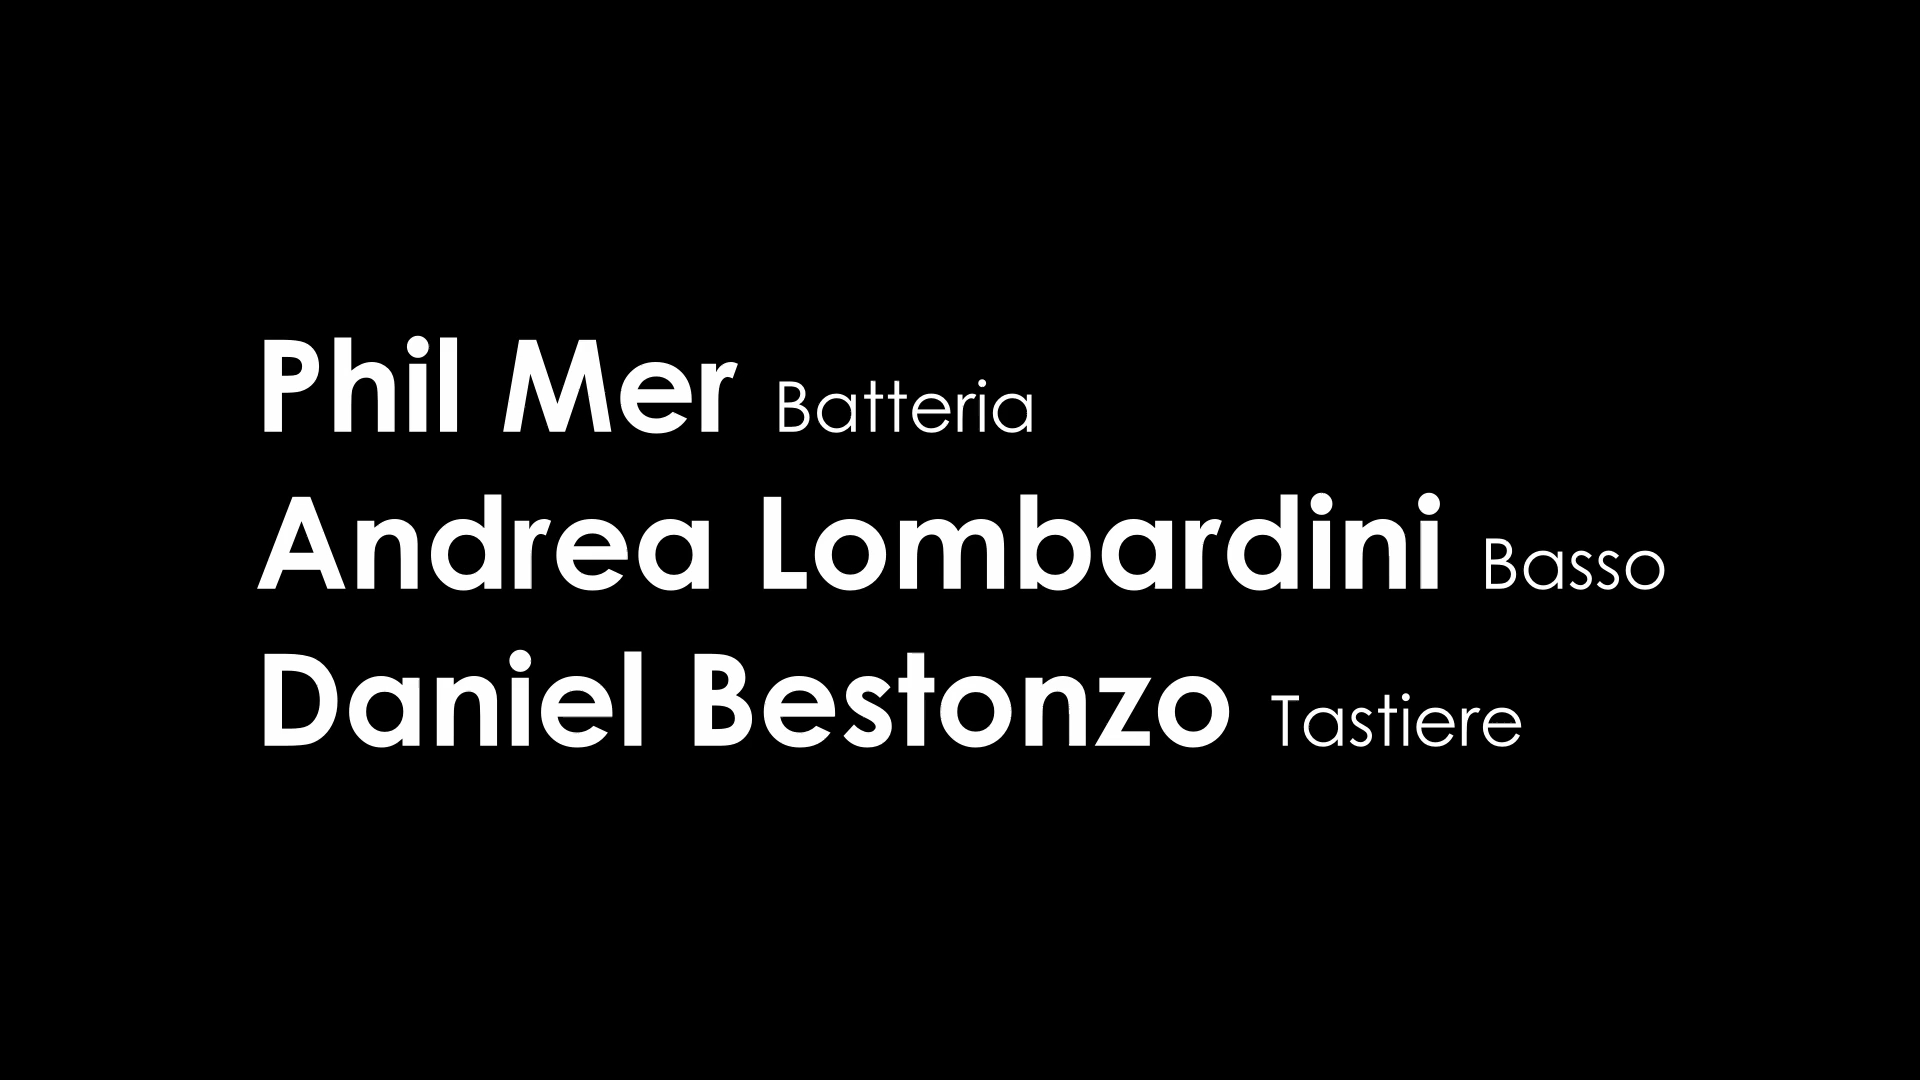 Phil Mer Batteria
Andrea Lombardini Basso
Daniel Bestonzo Tastiere